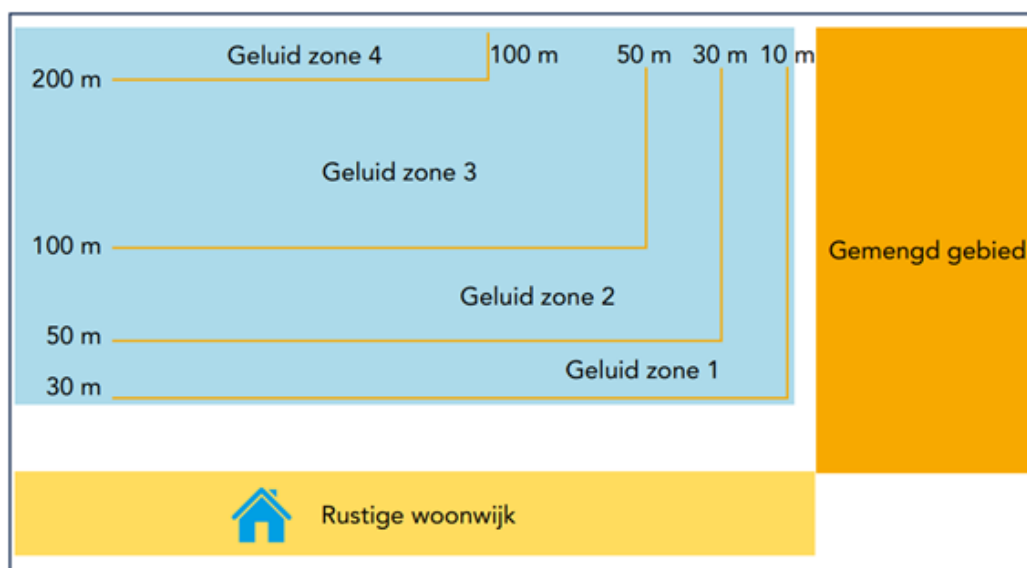 Geluid zone 4
100 m
50 m
30 m
10 m
200 m
Geluid zone 3
100 m
Gemengd gebied
Geluid zone 2
50 m
Geluid zone 1
30 m
Rustige woonwijk